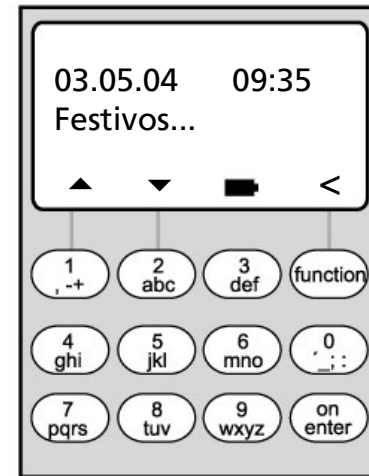 03.05.04 09:35
Festivos...
<
1 2 3 function
, -+ abc def
4 5 6 0
ghi jkl mno ´_; :
7 8 9 on
pqrs tuv wxyz enter